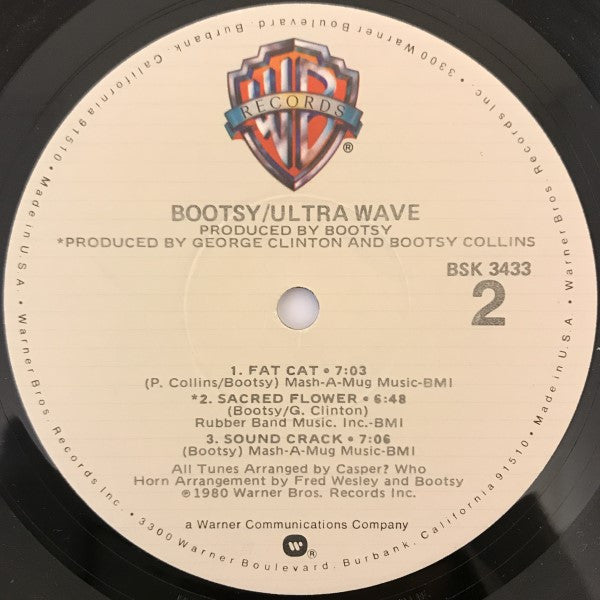 WB
RECORDS
®
BOOTSY/ULTRA WAVE
PRODUCED BY BOOTSY
*PRODUCED BY GEORGE CLINTON AND BOOTSY COLLINS
BSK 3433
2
1. FAT CAT • 7:03
(P. Collins/Bootsy) Mash-A-Mug Music-BMI
*2. SACRED FLOWER • 6:48
(Bootsy/G. Clinton)
Rubber Band Music. Inc.-BMI
3. SOUND CRACK • 7:06
(Bootsy) Mash-A-Mug Music-BMI
All Tunes Arranged by Casper? Who
Horn Arrangement by Fred Wesley and Bootsy
℗1980 Warner Bros. Records Inc.
a Warner Communications Company
®
Warner Bros. Records Inc. • 3300 Warner Boulevard. Burbank. California 91510 • Made in U.S.A. • Warner Bros. Records Inc. • 3300 Warner Boulevard. Burbank. California 91510 • Made in U.S.A •